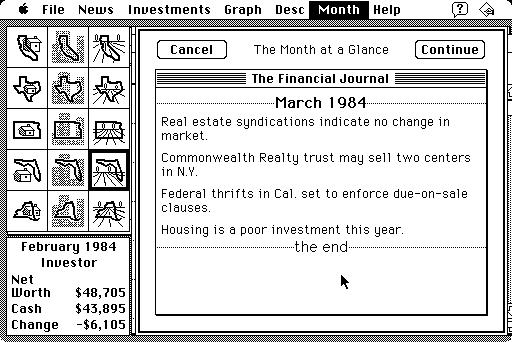 File News Investments Graph Desc Month Help
Cancel The Month at a Glance Continue
The Financial Journal
March 1984
Real estate syndications indicate no change in
market.
Commonwealth Realty trust may sell two centers
in N.Y.
Federal thrifts in Cal. set to enforce due-on-sale
clauses.
Housing is a poor investment this year.
the end
February 1984
Investor
Net
Worth $48,705
Cash $43,895
Change -$6,105